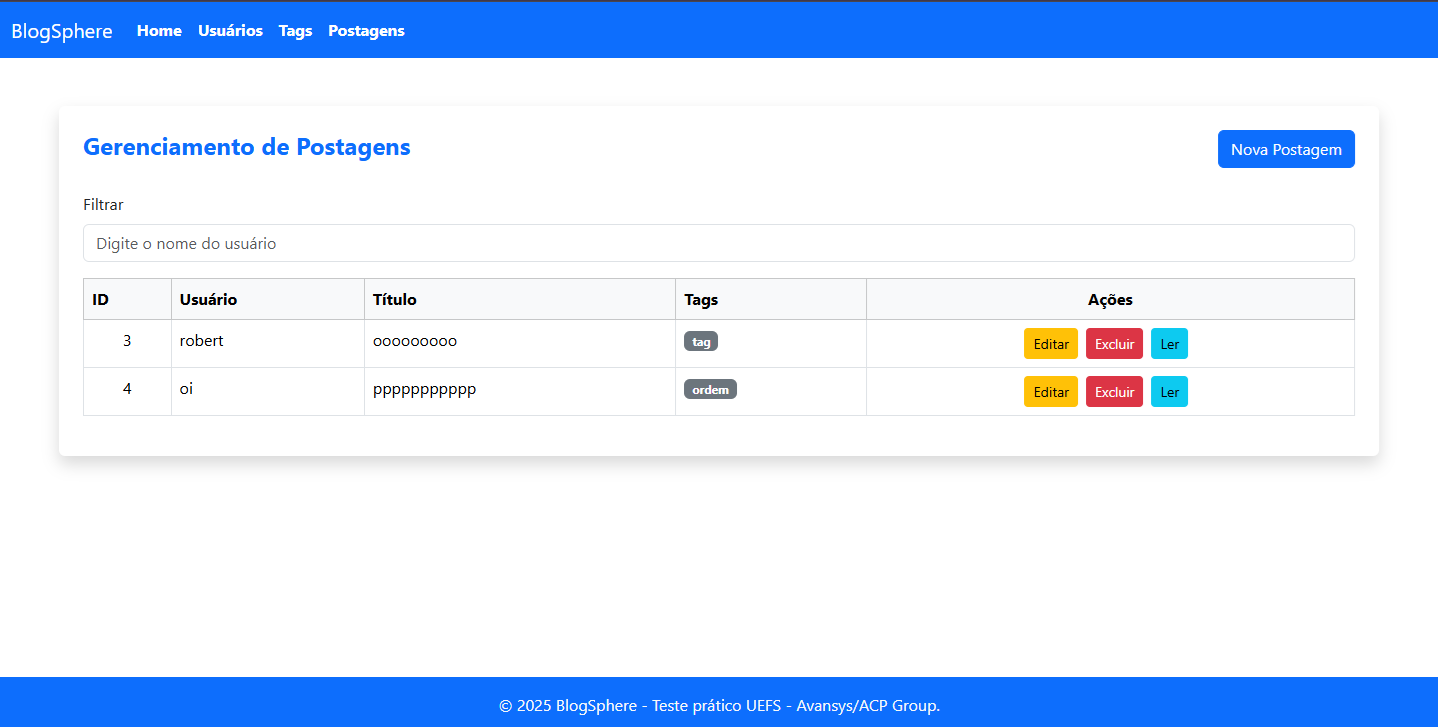 BlogSphere Home Usuários Tags Postagens
Gerenciamento de Postagens
Nova Postagem
Filtrar
Digite o nome do usuário
ID Usuário Título Tags Ações
3 robert ooooooooo tag Editar Excluir Ler
4 oi ppppppppppp ordem Editar Excluir Ler
© 2025 BlogSphere - Teste prático UEFS - Avansys/ACP Group.